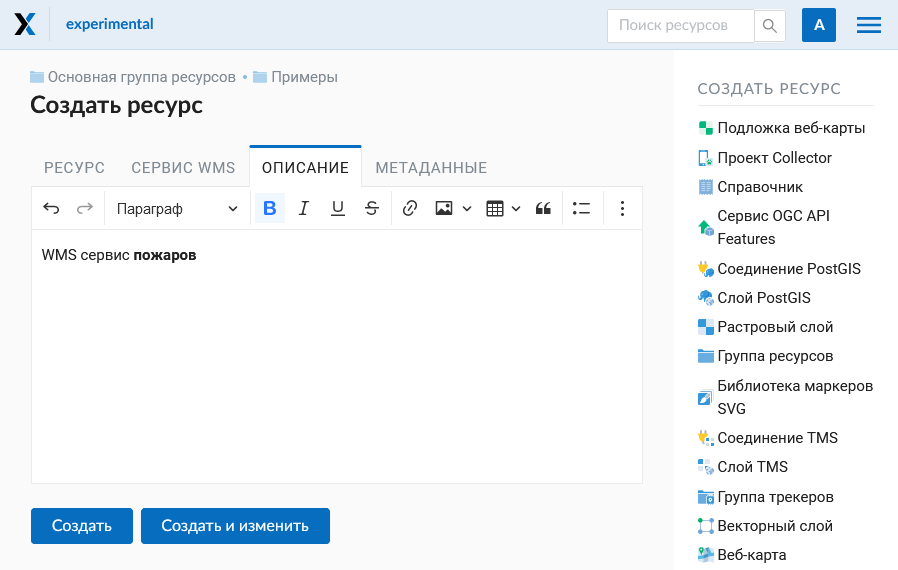 experimental
Поиск ресурсов
A
Основная группа ресурсов • Примеры
Создать ресурс
РЕСУРС СЕРВИС WMS ОПИСАНИЕ МЕТАДАННЫЕ
Параграф
WMS сервис пожаров
Создать Создать и изменить
СОЗДАТЬ РЕСУРС
Подложка веб-карты
Проект Collector
Справочник
Сервис OGC API
Features
Соединение PostGIS
Слой PostGIS
Растровый слой
Группа ресурсов
Библиотека маркеров
SVG
Соединение TMS
Слой TMS
Группа трекеров
Векторный слой
Веб-карта